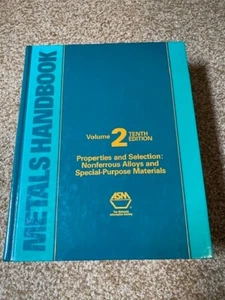 METALS HANDBOOK
Volume 2 TENTH EDITION
Properties and Selection:
Nonferrous Alloys and
Special-Purpose Materials
ASM